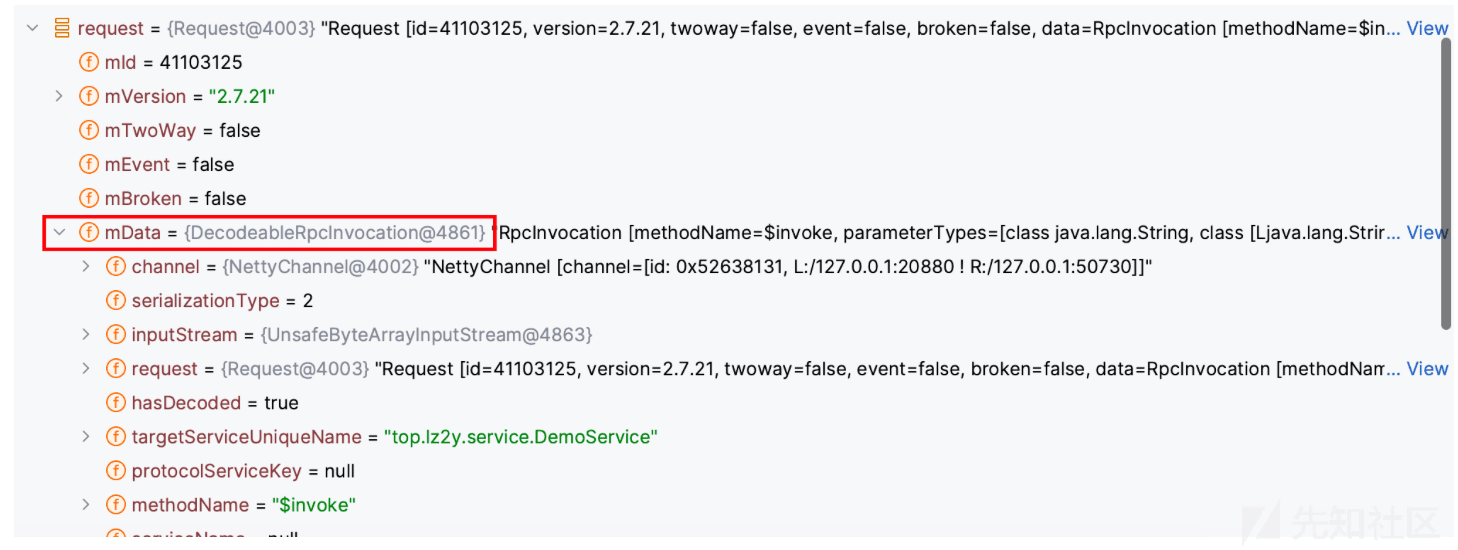 request = {Request@4003} "Request [id=41103125, version=2.7.21, twoway=false, event=false, broken=false, data=RpcInvocation [methodName=$in... View
f mId = 41103125
f mVersion = "2.7.21"
f mTwoWay = false
f mEvent = false
f mBroken = false
f mData = {DecodeableRpcInvocation@4861} "RpcInvocation [methodName=$invoke, parameterTypes=[class java.lang.String, class [Ljava.lang.Strir... View
f channel = {NettyChannel@4002} "NettyChannel [channel=[id: 0x52638131, L:/127.0.0.1:20880 ! R:/127.0.0.1:50730]]"
f serializationType = 2
f inputStream = {UnsafeByteArrayInputStream@4863}
f request = {Request@4003} "Request [id=41103125, version=2.7.21, twoway=false, event=false, broken=false, data=RpcInvocation [methodNam... View
f hasDecoded = true
f targetServiceUniqueName = "top.lz2y.service.DemoService"
f protocolServiceKey = null
f methodName = "$invoke"
f serviceName = null
先知社区